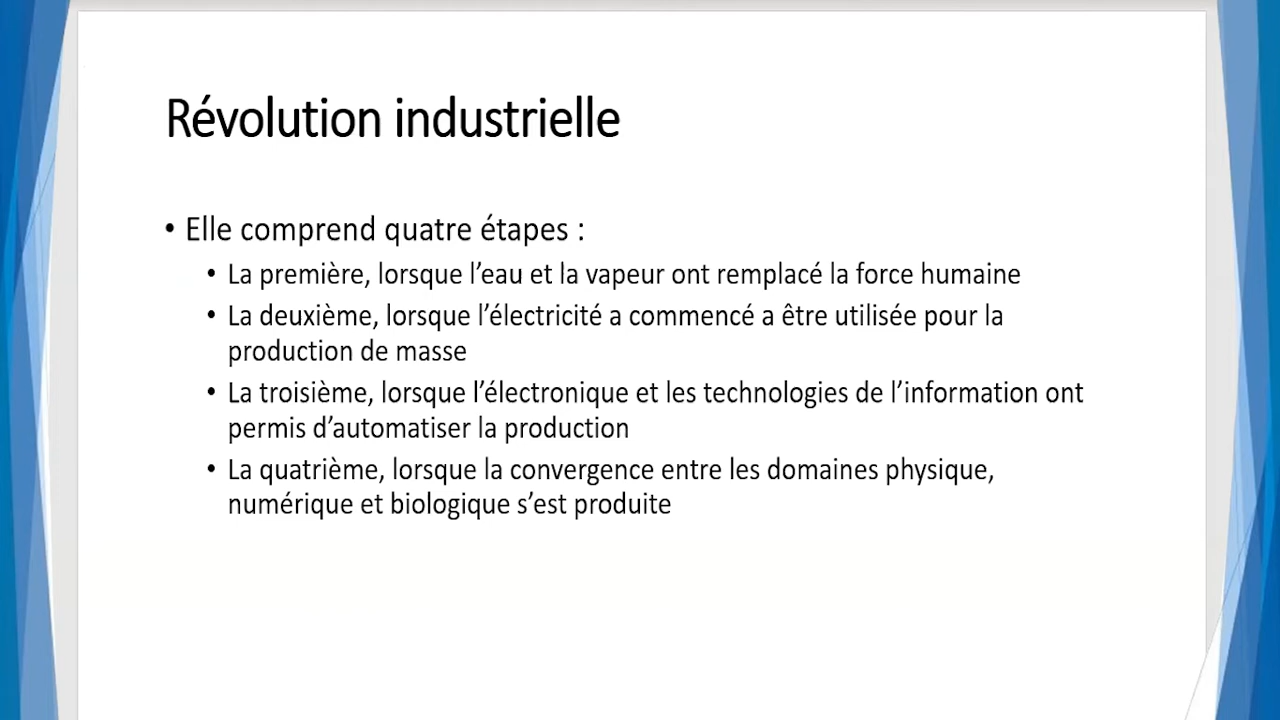 Révolution industrielle
• Elle comprend quatre étapes :
• La première, lorsque l’eau et la vapeur ont remplacé la force humaine
• La deuxième, lorsque l’électricité a commencé a être utilisée pour la
production de masse
• La troisième, lorsque l’électronique et les technologies de l’information ont
permis d’automatiser la production
• La quatrième, lorsque la convergence entre les domaines physique,
numérique et biologique s’est produite